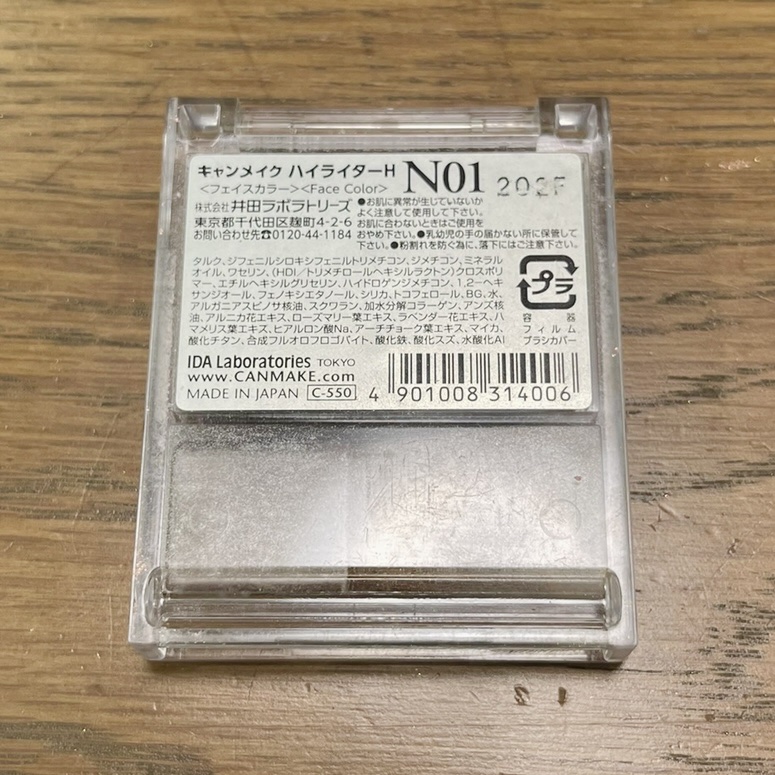 キャンメイク ハイライターH N01 202F
<フェイスカラー><Face Color>
株式会社 井田ラボラトリーズ
東京都千代田区麹町4-2-6
お問い合わせ先☎0120-44-1184
●お肌に異常が生じていないか
よく注意して使用して下さい。
お肌に合わないときはご使用を
おやめ下さい。●乳幼児の手の届かない所に保管して
下さい。●粉割れを防ぐ為に、落下にはご注意下さい。
タルク、ジフェニルシロキシフェニルトリメチコン、ジメチコン、ミネラル
オイル、ワセリン、(HDI/トリメチロールヘキシルラクトン)クロスポリ
マー、エチルヘキシルグリセリン、ハイドロゲンジメチコン、1,2-ヘキ
サンジオール、フェノキシエタノール、シリカ、トコフェロール、BG、水、
アルガニアスピノサ核油、スクワラン、加水分解コラーゲン、アンズ核
油、アルニカ花エキス、ローズマリー葉エキス、ラベンダー花エキス、ハ
マメリス葉エキス、ヒアルロン酸Na、アーチチョーク葉エキス、マイカ、
酸化チタン、合成フルオロフロゴパイト、酸化鉄、酸化スズ、水酸化Al
プラ
容器
フィルム
ブラシカバー
IDA Laboratories TOKYO
www.CANMAKE.com
MADE IN JAPAN C-550
4 901008 314006